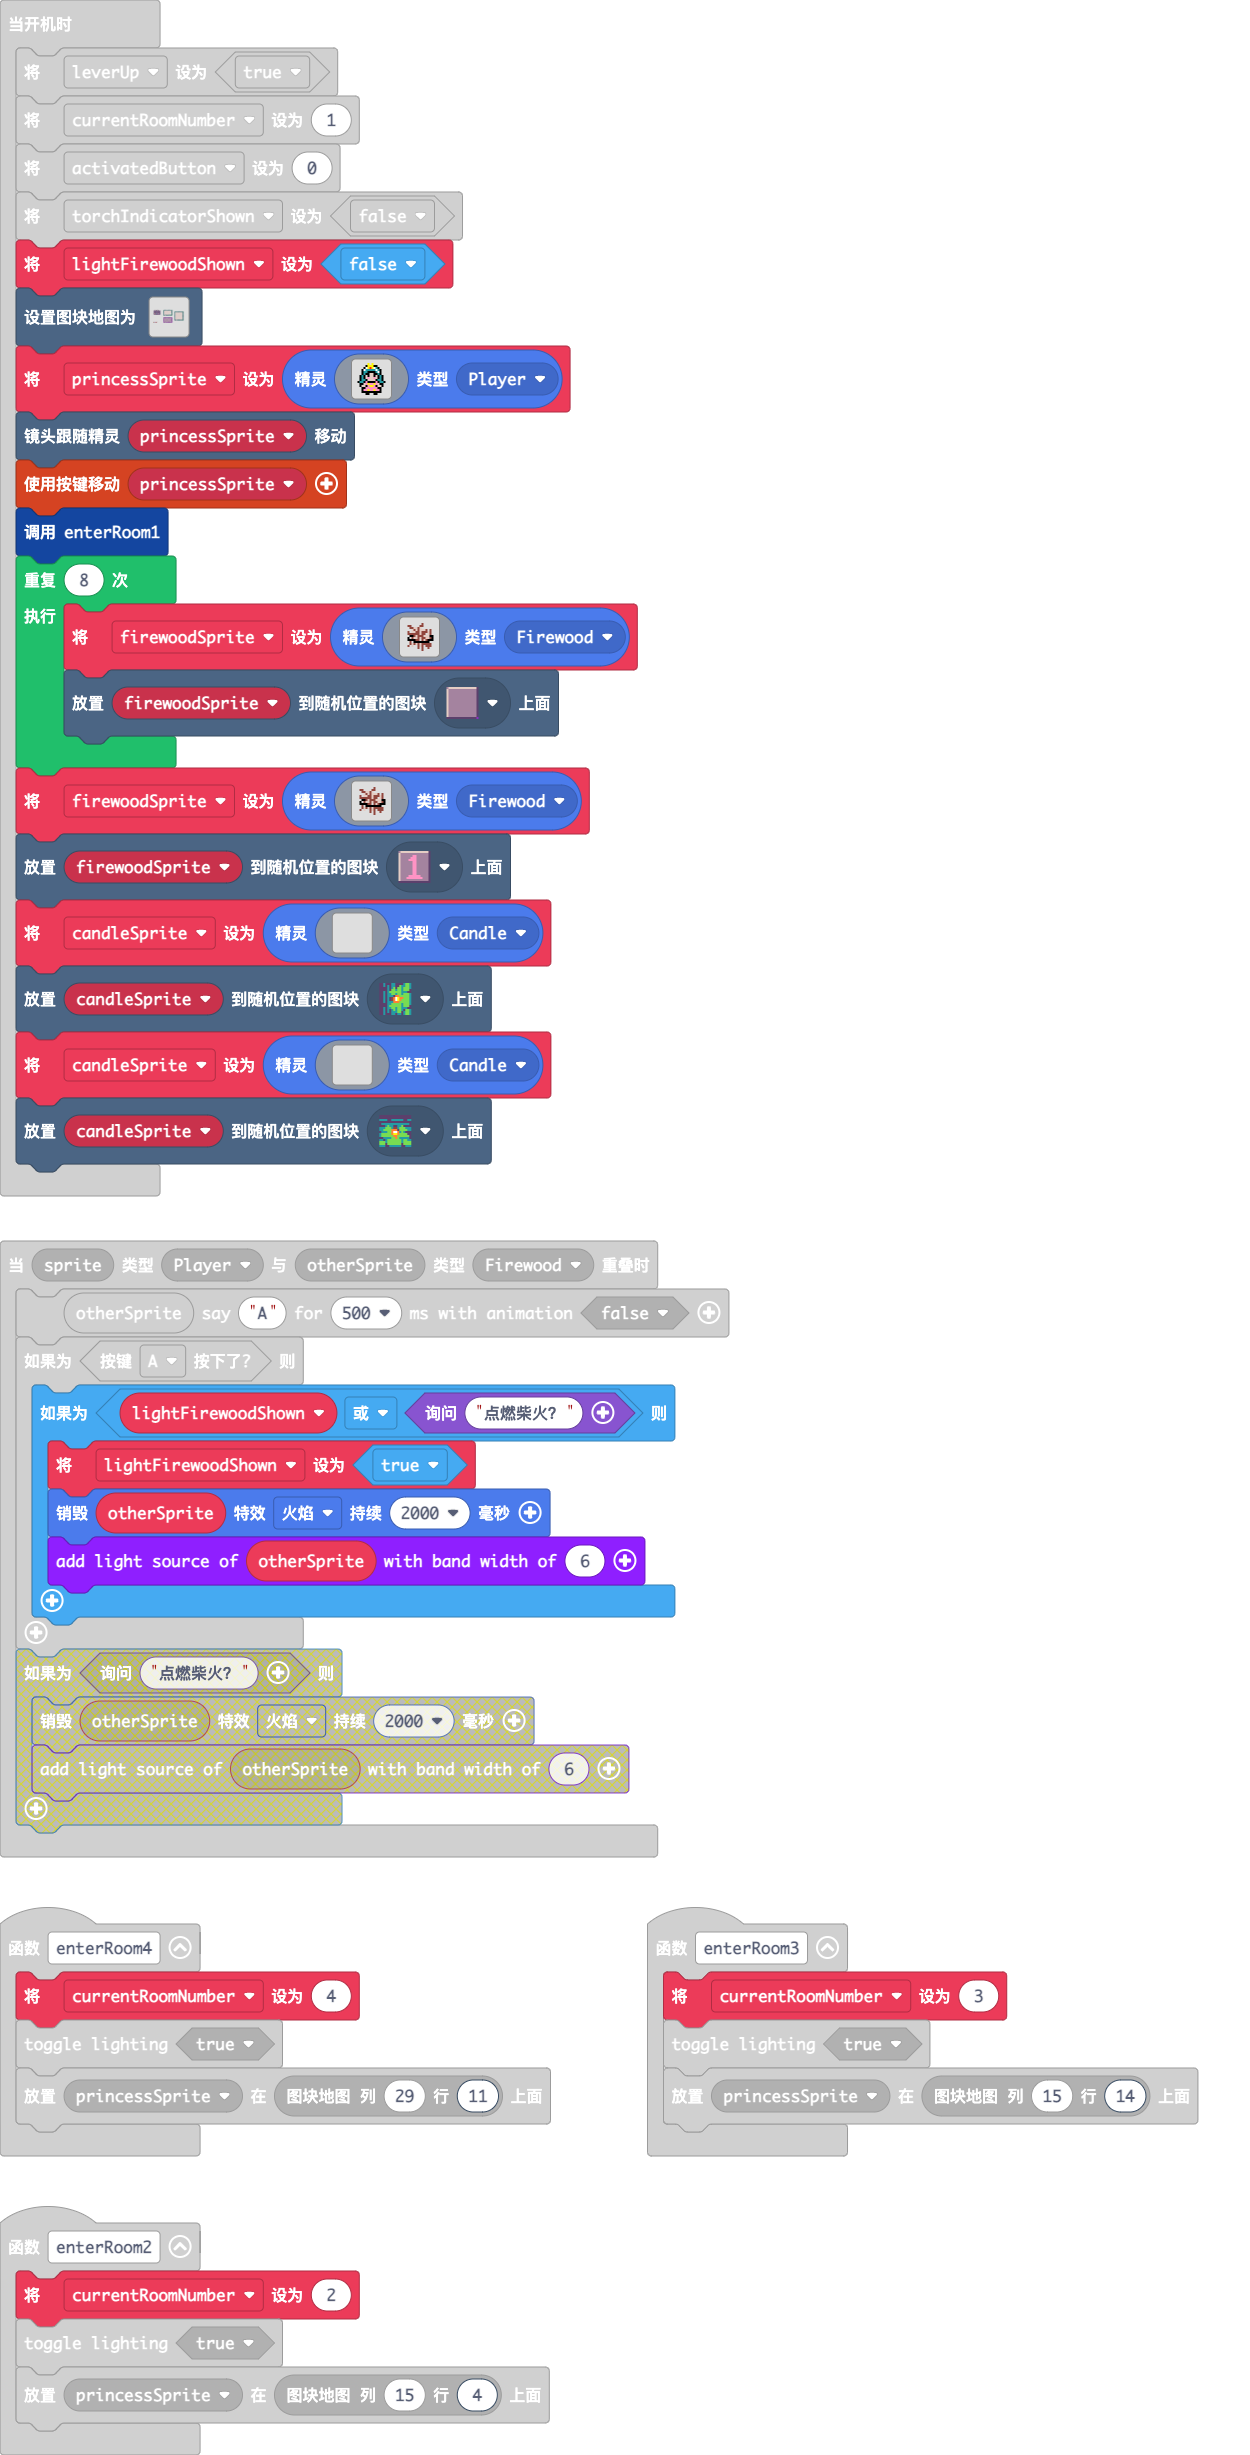 当开机时
将 leverUp 设为 true
将 currentRoomNumber 设为 1
将 activatedButton 设为 0
将 torchIndicatorShown 设为 false
将 lightFirewoodShown 设为 false
设置图块地图为
将 princessSprite 设为 精灵 类型 Player
镜头跟随精灵 princessSprite 移动
使用按键移动 princessSprite
调用 enterRoom1
重复 8 次
执行
将 firewoodSprite 设为 精灵 类型 Firewood
放置 firewoodSprite 到随机位置的图块 上面
将 firewoodSprite 设为 精灵 类型 Firewood
放置 firewoodSprite 到随机位置的图块 1 上面
将 candleSprite 设为 精灵 类型 Candle
放置 candleSprite 到随机位置的图块 上面
将 candleSprite 设为 精灵 类型 Candle
放置 candleSprite 到随机位置的图块 上面
当 sprite 类型 Player 与 otherSprite 类型 Firewood 重叠时
otherSprite say "A" for 500 ms with animation false
如果为 按键 A 按下了? 则
如果为 lightFirewoodShown 或 询问 "点燃柴火? " 则
将 lightFirewoodShown 设为 true
销毁 otherSprite 特效 火焰 持续 2000 毫秒
add light source of otherSprite with band width of 6
如果为 询问 "点燃柴火? " 则
销毁 otherSprite 特效 火焰 持续 2000 毫秒
add light source of otherSprite with band width of 6
函数 enterRoom4
将 currentRoomNumber 设为 4
toggle lighting true
放置 princessSprite 在 图块地图 列 29 行 11 上面
函数 enterRoom3
将 currentRoomNumber 设为 3
toggle lighting true
放置 princessSprite 在 图块地图 列 15 行 14 上面
函数 enterRoom2
将 currentRoomNumber 设为 2
toggle lighting true
放置 princessSprite 在 图块地图 列 15 行 4 上面